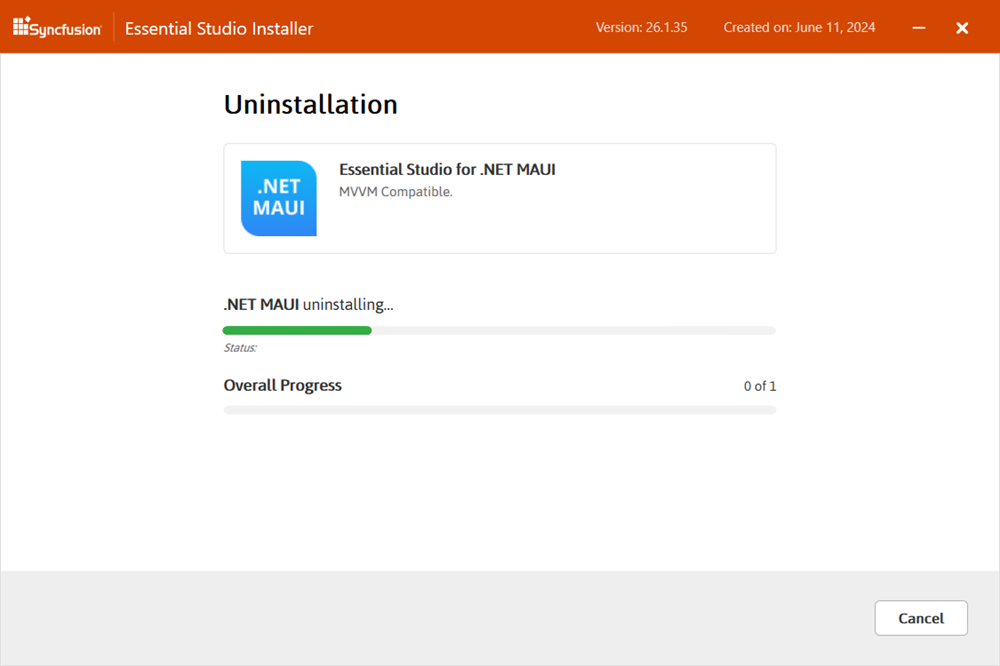 Syncfusion Essential Studio Installer Version: 26.1.35 Created on: June 11, 2024
Uninstallation
.NET
MAUI
Essential Studio for .NET MAUI
MVVM Compatible.
.NET MAUI uninstalling...
Status:
Overall Progress 0 of 1
Cancel